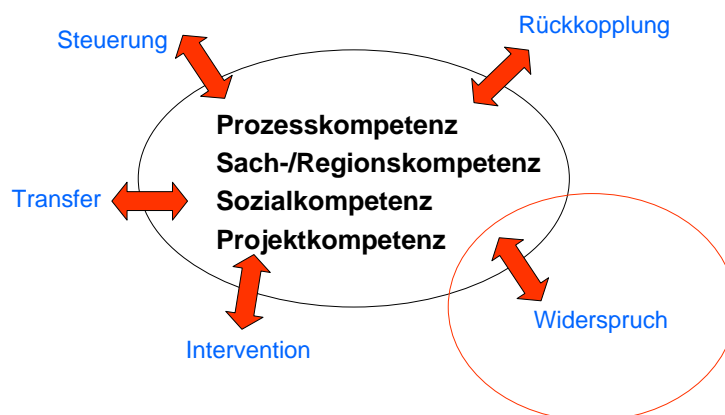 Rückkopplung
Steuerung
Prozesskompetenz
Sach-/Regionskompetenz
Transfer
Sozialkompetenz
Projektkompetenz
Widerspruch
Intervention